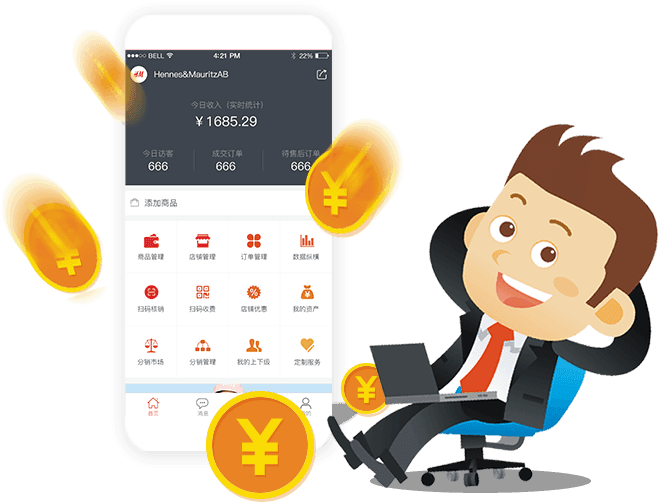 BELL 4:21 PM 22%
H&M Hennes&MauritzAB
今日收入（实时统计）
￥1685.29
今日访客 成交订单 待售后订单
666 666 666
添加商品
商品管理 店铺管理 订单管理 数据纵横
扫码核销 扫码收费 店铺优惠 我的资产
分销市场 分销管理 我的上下级 定制服务
首页 消息 的
¥
¥
¥
¥